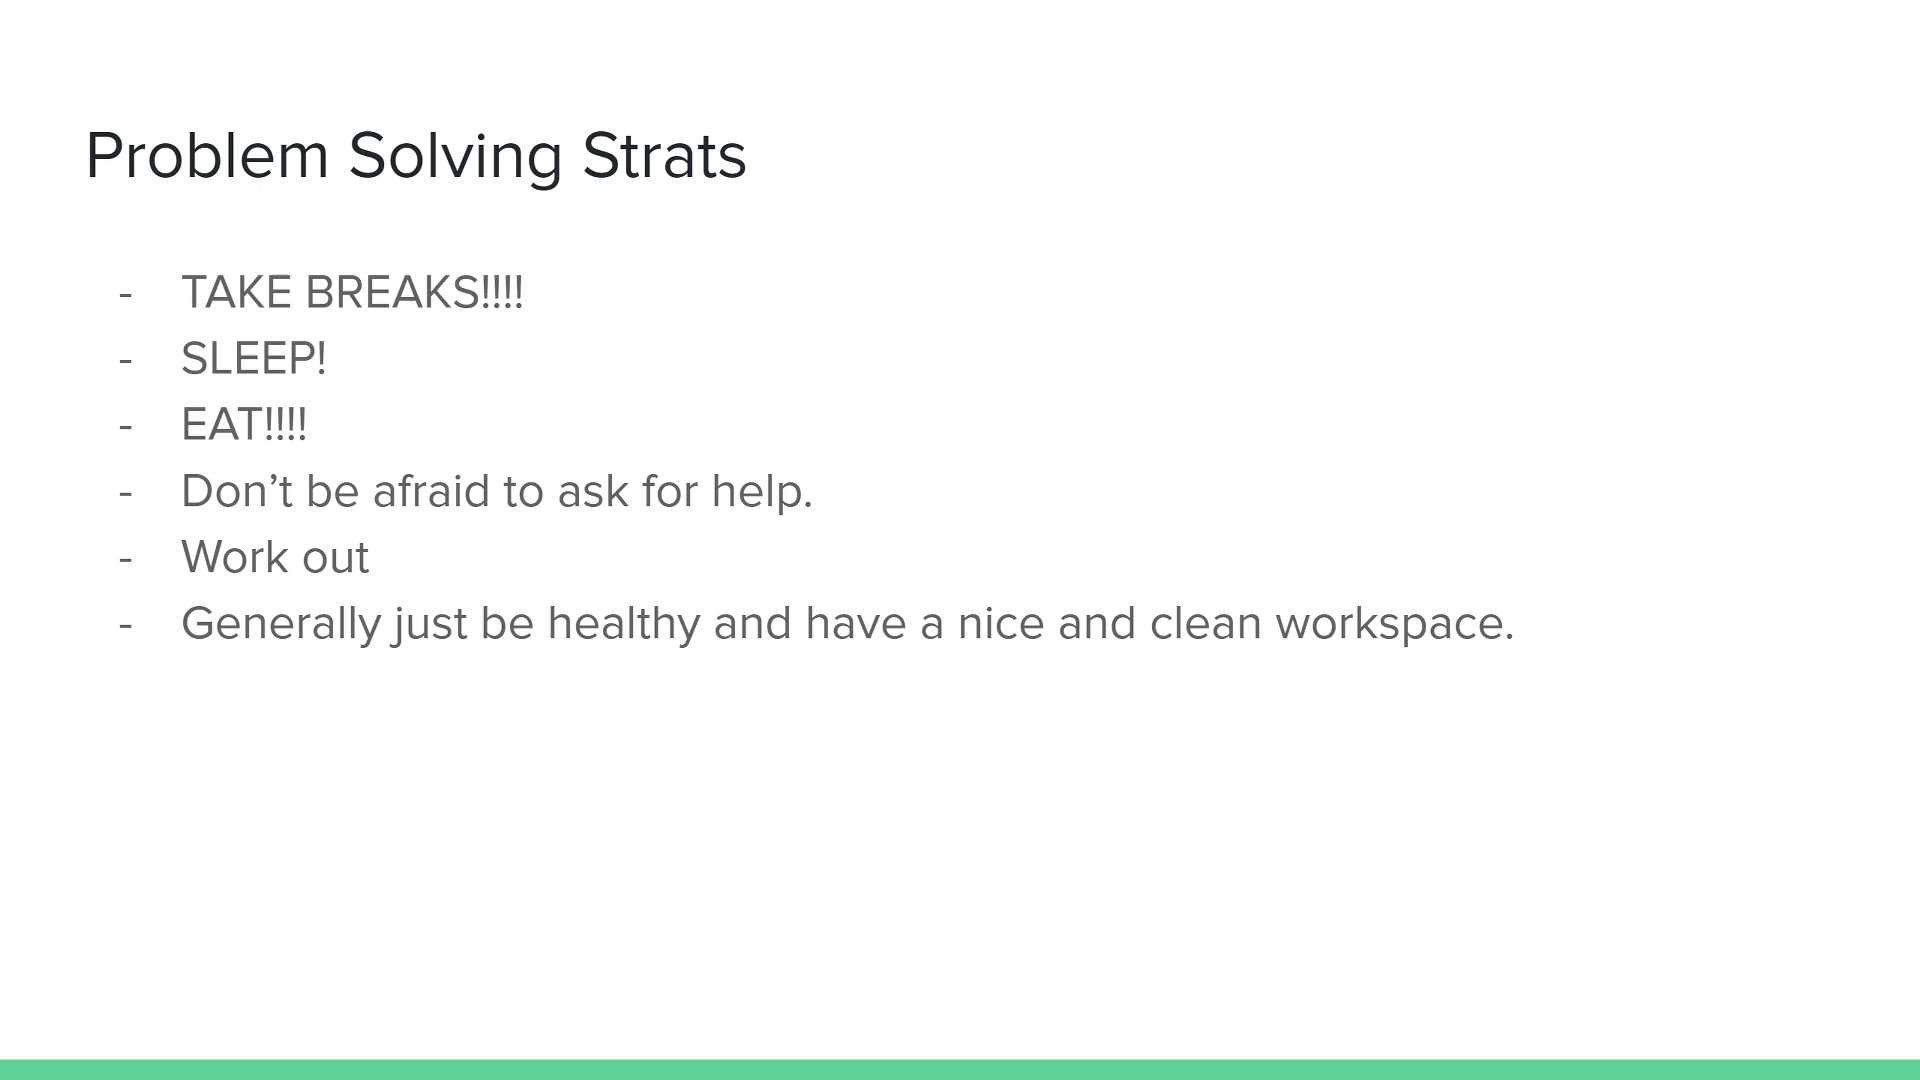 Problem Solving Strats
- TAKE BREAKS!!!!
- SLEEP!
- EAT!!!!
- Don’t be afraid to ask for help.
- Work out
- Generally just be healthy and have a nice and clean workspace.